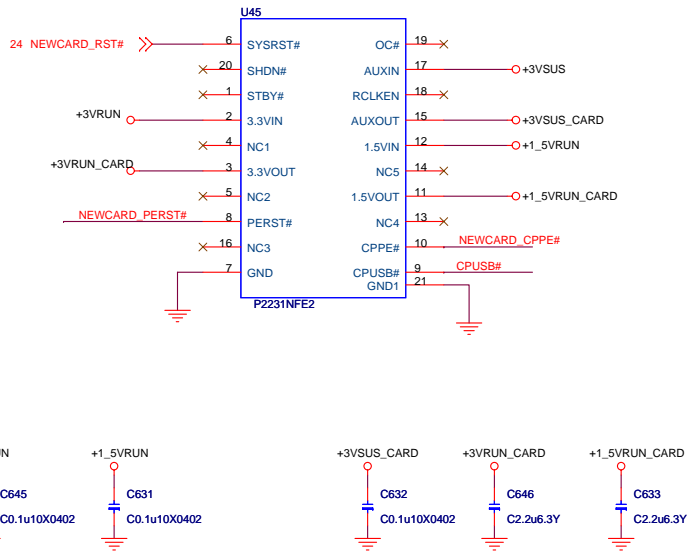 U45
24 NEWCARD_RST#
6 SYSRST#
OC# 19
20 SHDN#
AUXIN 17 +3VSUS
1 STBY#
RCLKEN 18
+3VRUN 2 3.3VIN
AUXOUT 15 +3VSUS_CARD
4 NC1
1.5VIN 12 +1_5VRUN
+3VRUN_CARD 3 3.3VOUT
NC5 14
5 NC2
1.5VOUT 11 +1_5VRUN_CARD
NEWCARD_PERST# 8 PERST#
NC4 13
16 NC3
CPPE# 10 NEWCARD_CPPE#
7 GND
CPUSB# 9 CPUSB#
GND1 21
P2231NFE2
UN
+1_5VRUN
+3VSUS_CARD
+3VRUN_CARD
+1_5VRUN_CARD
C645
C631
C632
C646
C633
C0.1u10X0402
C0.1u10X0402
C0.1u10X0402
C2.2u6.3Y
C2.2u6.3Y